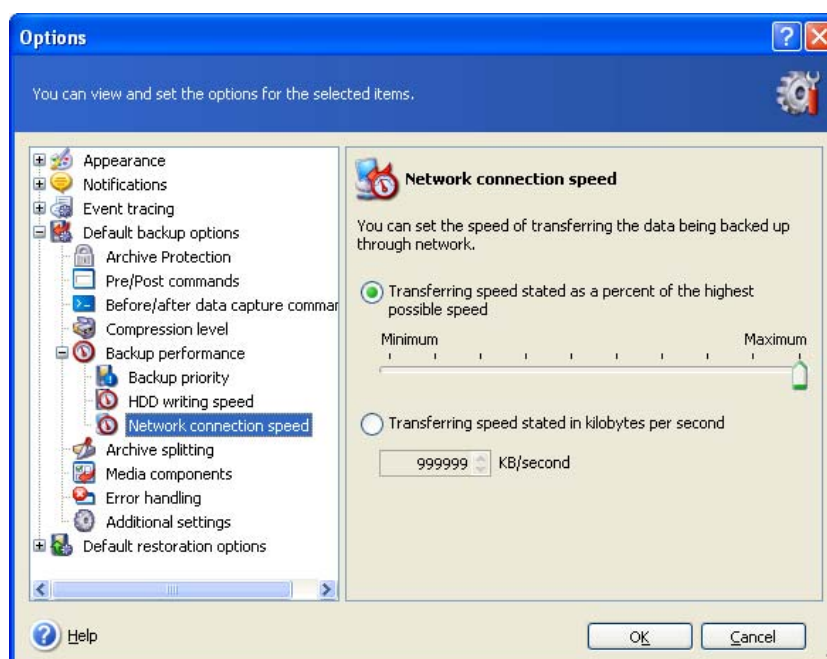 Options
You can view and set the options for the selected items.
Appearance
Notifications
Event tracing
Default backup options
Archive Protection
Pre/Post commands
Before/after data capture commar
Compression level
Backup performance
Backup priority
HDD writing speed
Network connection speed
Archive splitting
Media components
Error handling
Additional settings
Default restoration options
Network connection speed
You can set the speed of transferring the data being backed up
through network.
Transferring speed stated as a percent of the highest
possible speed
Minimum Maximum
Transferring speed stated in kilobytes per second
999999 KB/second
Help
OK
Cancel